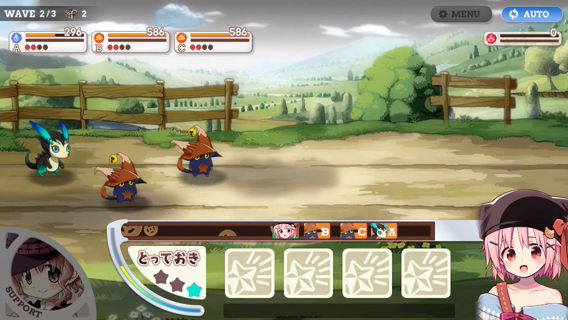 WAVE 2/3 2
MENU
AUTO
296
586
586
0
A
B
C
B
C
A
とっておき
SUPPORT